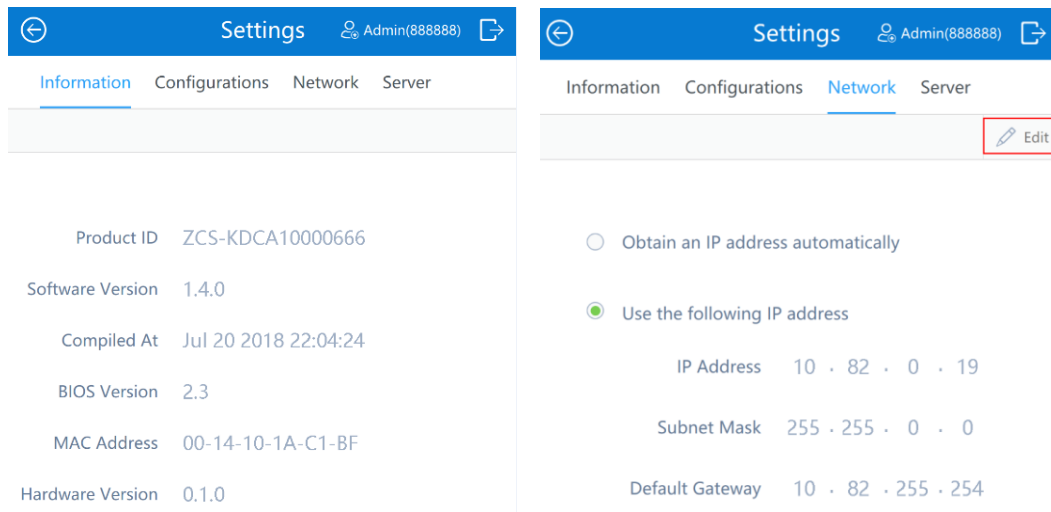 Settings Admin(888888)
Information Configurations Network Server
Product ID ZCS-KDCA10000666
Software Version 1.4.0
Compiled At Jul 20 2018 22:04:24
BIOS Version 2.3
MAC Address 00-14-10-1A-C1-BF
Hardware Version 0.1.0
Settings Admin(888888)
Information Configurations Network Server
Edit
Obtain an IP address automatically
Use the following IP address
IP Address 10 . 82 . 0 . 19
Subnet Mask 255 . 255 . 0 . 0
Default Gateway 10 . 82 . 255 . 254